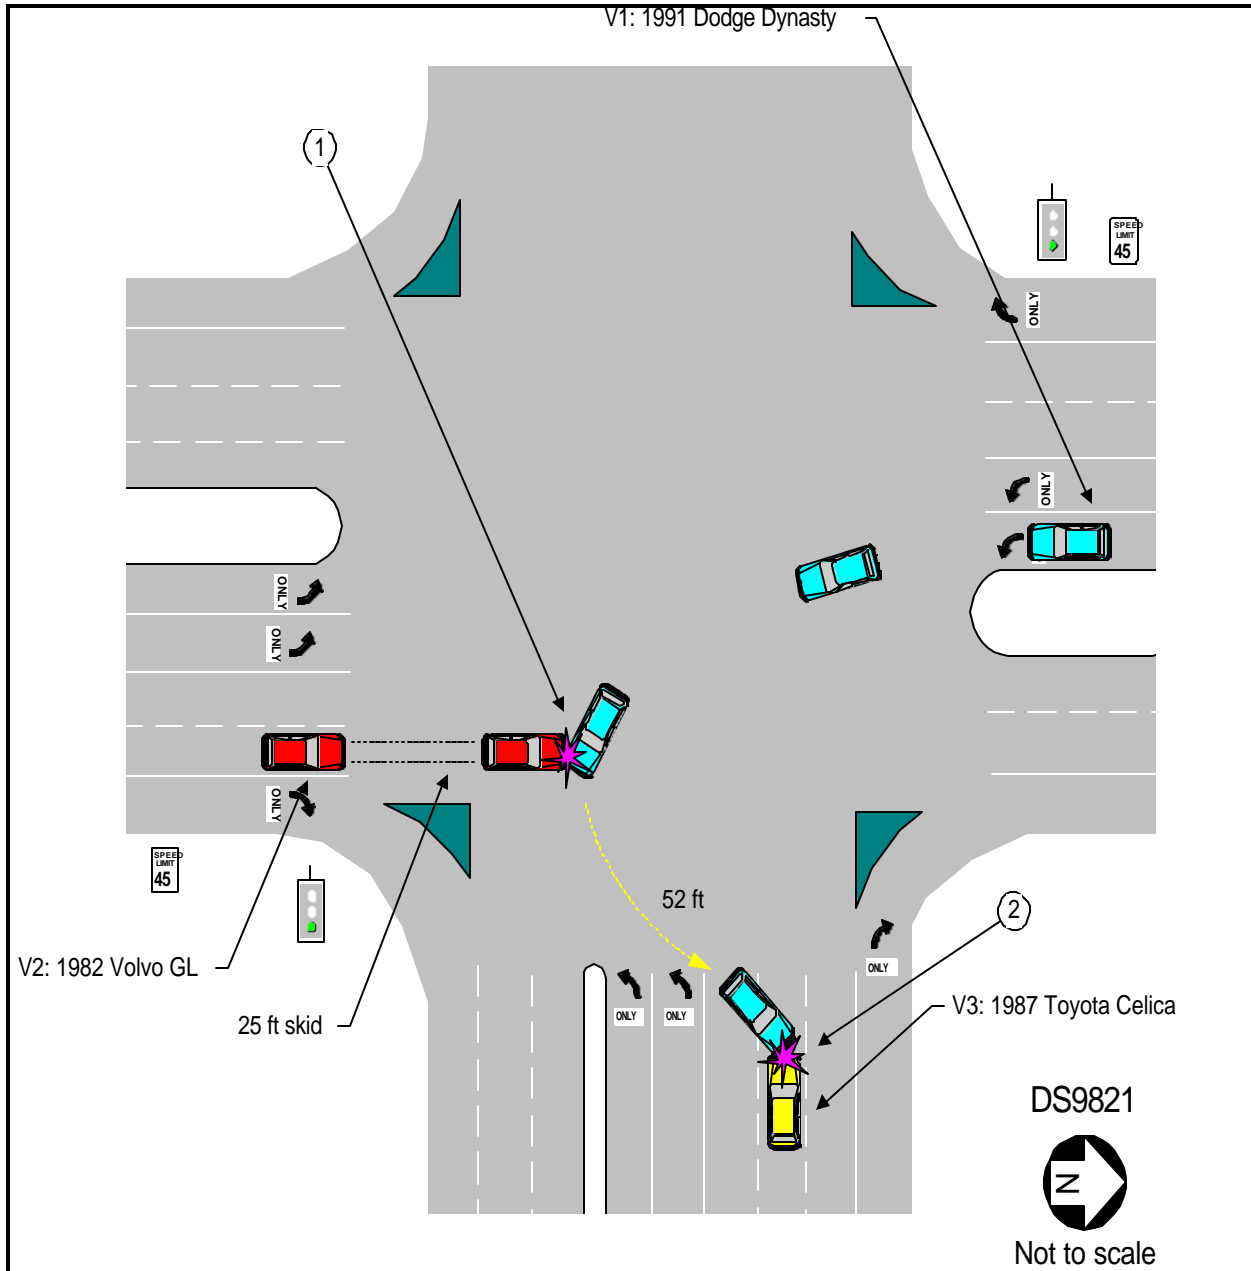 V1: 1991 Dodge Dynasty
1
SPEED
LIMIT
45
ONLY
ONLY
ONLY
ONLY
ONLY
SPEED
LIMIT
45
52 ft
2
ONLY
V2: 1982 Volvo GL
V3: 1987 Toyota Celica
ONLY
ONLY
25 ft skid
DS9821
N
Not to scale